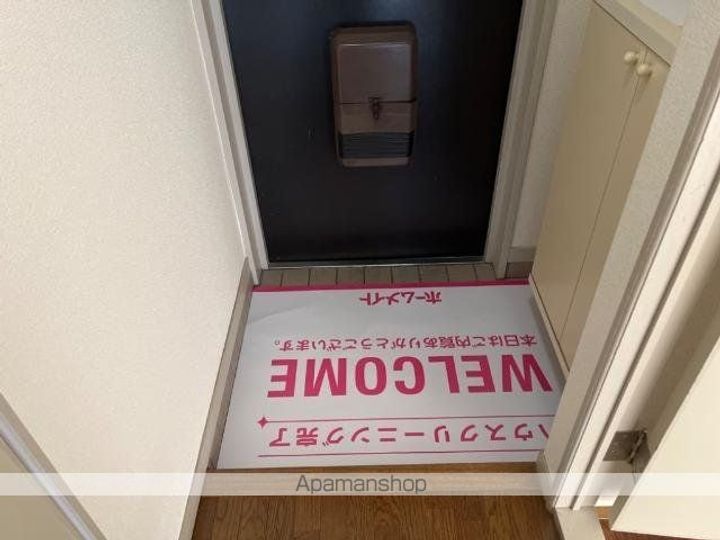 ハウスクリーニング完了
WELCOME
本日はご内覧ありがとうございます。
ホームメイト
Apamanshop